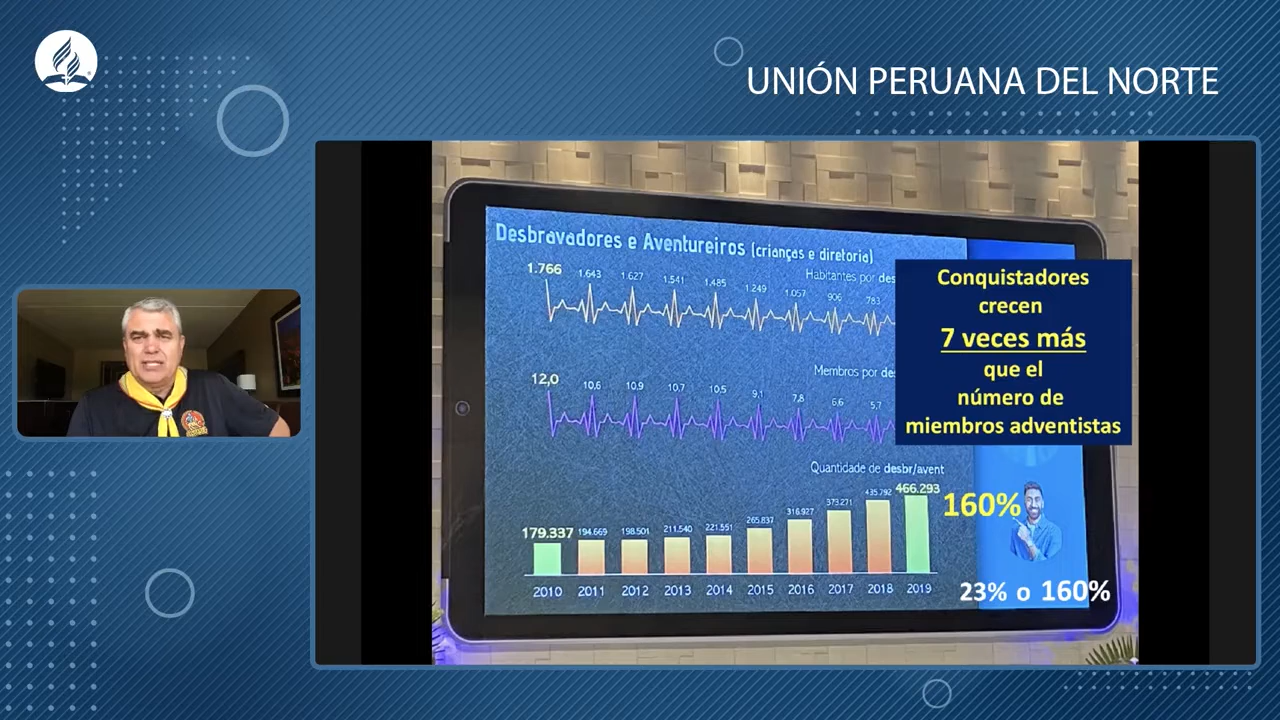 UNIÓN PERUANA DEL NORTE
Desbravadores e Aventureiros (crianças e diretoria)
Habitantes por des
1.766 1.643 1.627 1.541 1.485 1.249 1.057 906 783
Membros por des
12,0 10,6 10,9 10,7 10,5 9,1 7,8 6,6 5,7
Quantidade de desbr/avent
179.337 194.669 198.501 211.540 221.551 265.837 316.927 373.271 435.792 466.293
2010 2011 2012 2013 2014 2015 2016 2017 2018 2019
Conquistadores
crecen
7 veces más
que el
número de
miembros adventistas
160%
23% o 160%